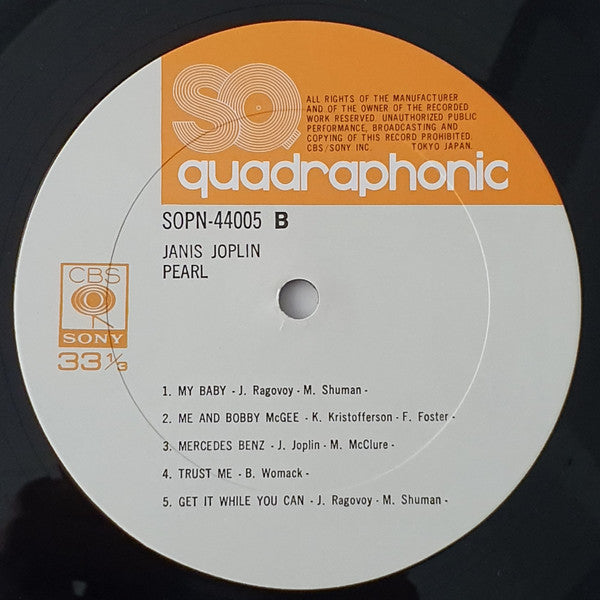 SQ
ALL RIGHTS OF THE MANUFACTURER
AND OF THE OWNER OF THE RECORDED
WORK RESERVED. UNAUTHORIZED PUBLIC
PERFORMANCE, BROADCASTING AND
COPYING OF THIS RECORD PROHIBITED.
CBS/SONY INC. TOKYO JAPAN.
quadraphonic
SOPN-44005 B
JANIS JOPLIN
PEARL
CBS
SONY
33 1/3
1. MY BABY - J. Ragovoy - M. Shuman -
2. ME AND BOBBY McGEE - K. Kristofferson - F. Foster -
3. MERCEDES BENZ - J. Joplin - M. McClure -
4. TRUST ME - B. Womack -
5. GET IT WHILE YOU CAN - J. Ragovoy - M. Shuman -